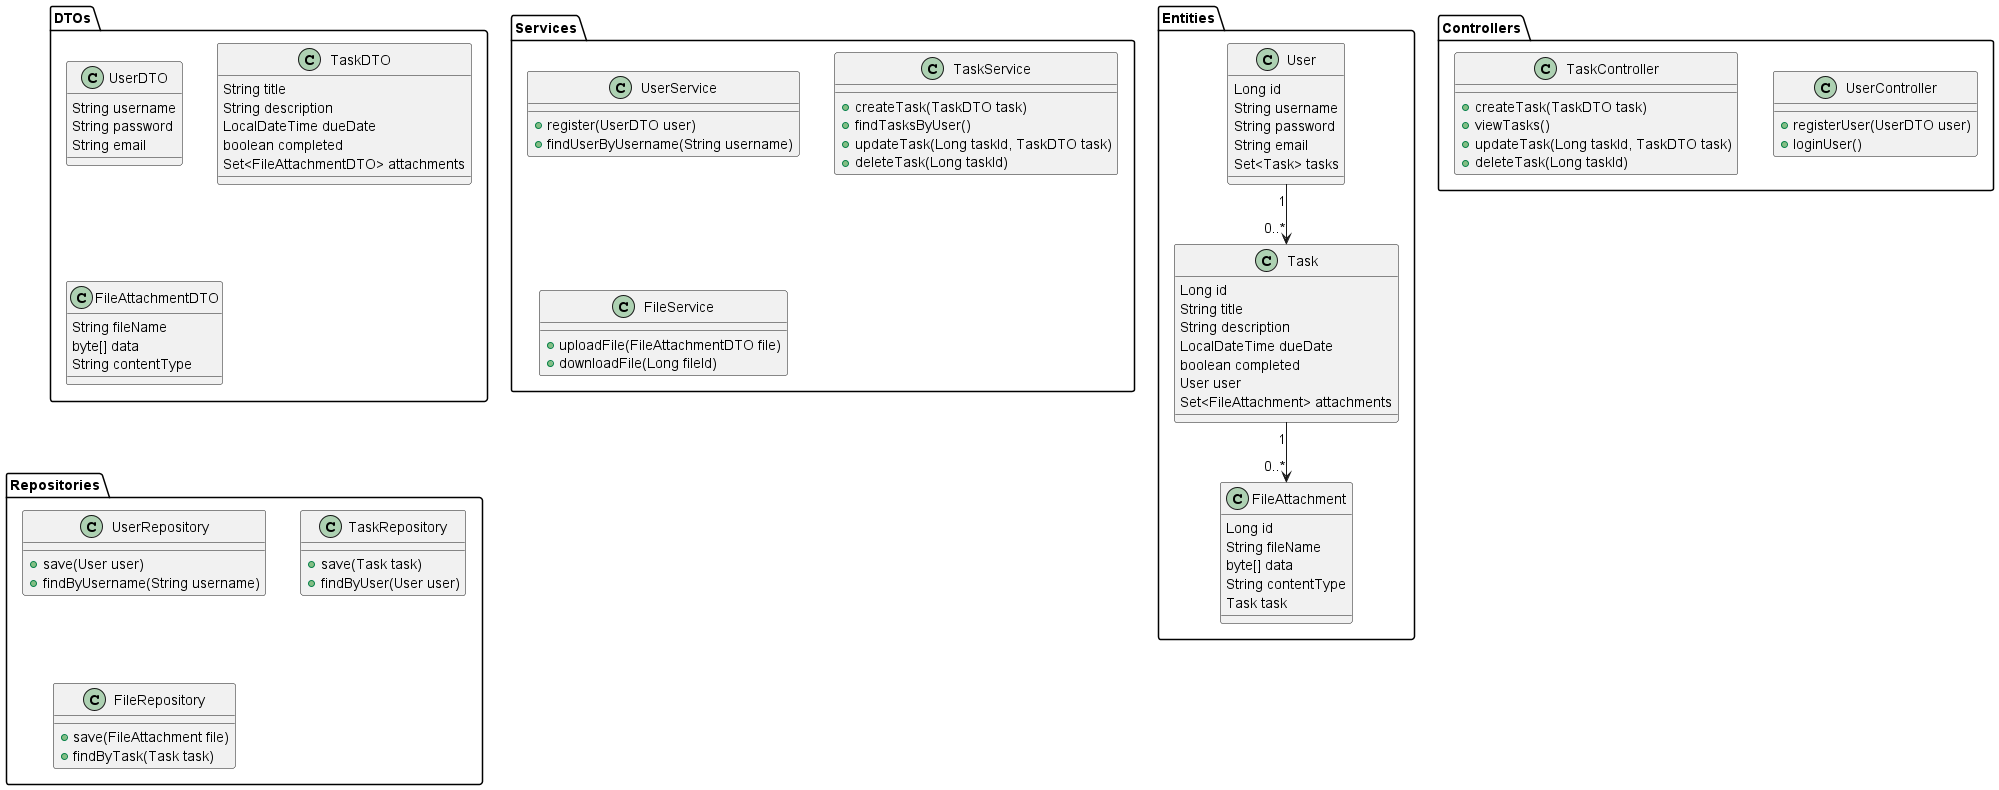 DTOs
C UserDTO
String username
String password
String email
C TaskDTO
String title
String description
LocalDateTime dueDate
boolean completed
Set<FileAttachmentDTO> attachments
C FileAttachmentDTO
String fileName
byte[] data
String contentType
Services
C UserService
register(UserDTO user)
findUserByUsername(String username)
C TaskService
createTask(TaskDTO task)
findTasksByUser()
updateTask(Long taskId, TaskDTO task)
deleteTask(Long taskId)
C FileService
uploadFile(FileAttachmentDTO file)
downloadFile(Long fileId)
Entities
C User
Long id
String username
String password
String email
Set<Task> tasks
1
0..*
C Task
Long id
String title
String description
LocalDateTime dueDate
boolean completed
User user
Set<FileAttachment> attachments
1
0..*
C FileAttachment
Long id
String fileName
byte[] data
String contentType
Task task
Controllers
C TaskController
createTask(TaskDTO task)
viewTasks()
updateTask(Long taskId, TaskDTO task)
deleteTask(Long taskId)
C UserController
registerUser(UserDTO user)
loginUser()
Repositories
C UserRepository
save(User user)
findByUsername(String username)
C TaskRepository
save(Task task)
findByUser(User user)
C FileRepository
save(FileAttachment file)
findByTask(Task task)